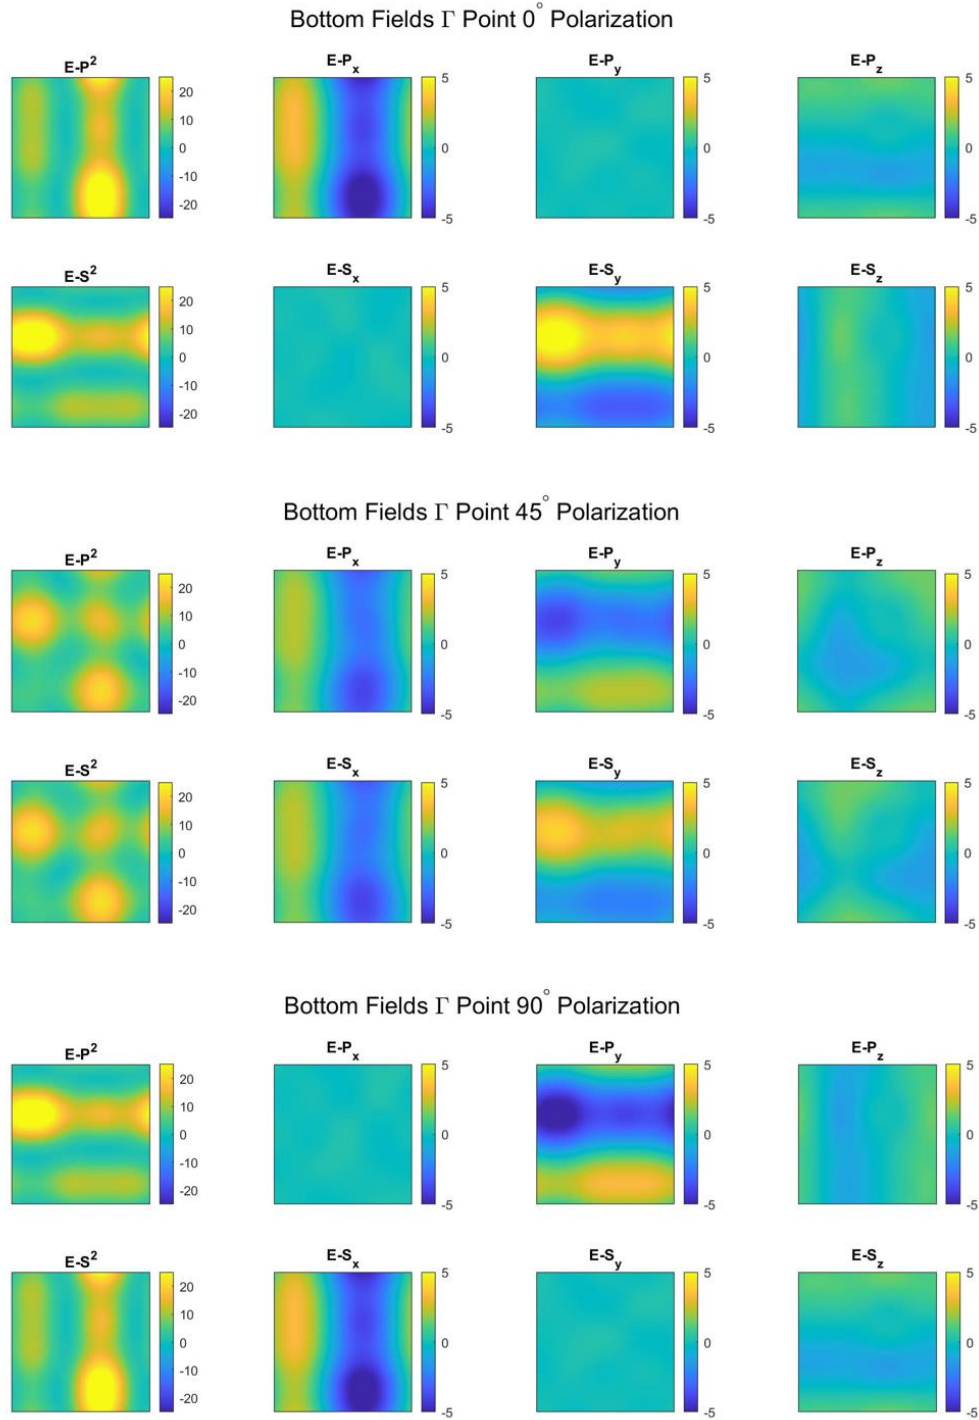 Bottom Fields Γ Point 0° Polarization
E-P² E-Pₓ E-P_y E-P_z
20 5 5 5
10
0 0 0 0
-10
-20 -5 -5 -5
E-S² E-Sₓ E-S_y E-S_z
20 5 5 5
10
0 0 0 0
-10
-20 -5 -5 -5
Bottom Fields Γ Point 45° Polarization
E-P² E-Pₓ E-P_y E-P_z
20 5 5 5
10
0 0 0 0
-10
-20 -5 -5 -5
E-S² E-Sₓ E-S_y E-S_z
20 5 5 5
10
0 0 0 0
-10
-20 -5 -5 -5
Bottom Fields Γ Point 90° Polarization
E-P² E-Pₓ E-P_y E-P_z
20 5 5 5
10
0 0 0 0
-10
-20 -5 -5 -5
E-S² E-Sₓ E-S_y E-S_z
20 5 5 5
10
0 0 0 0
-10
-20 -5 -5 -5